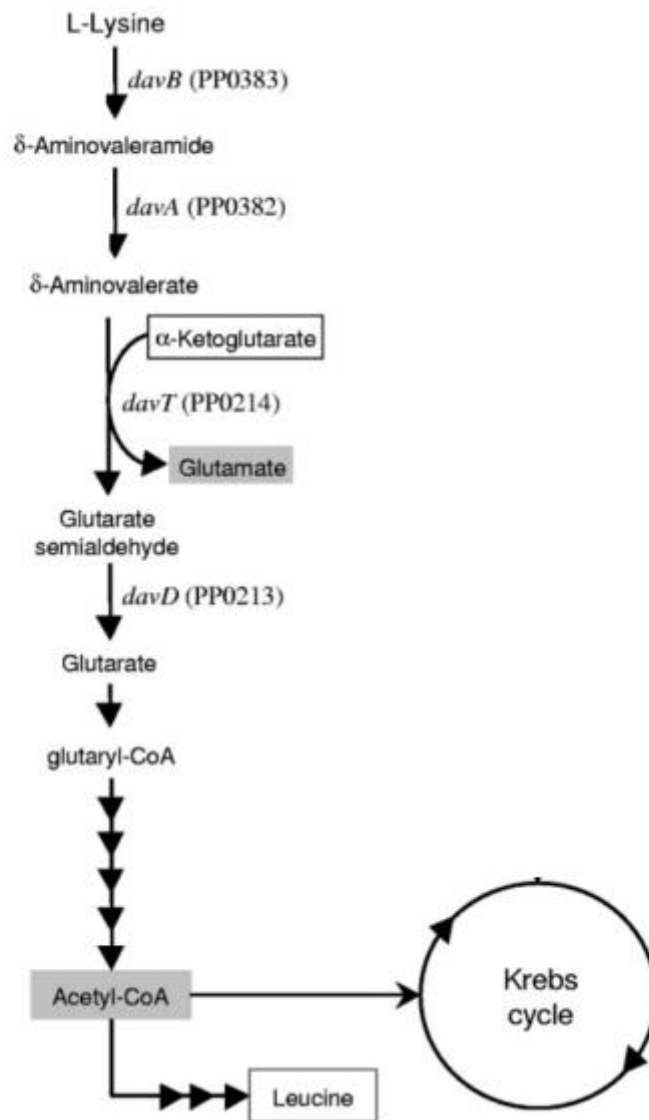 L-Lysine
davB (PP0383)
δ-Aminovaleramide
davA (PP0382)
δ-Aminovalerate
α-Ketoglutarate
davT (PP0214)
Glutamate
Glutarate
semialdehyde
davD (PP0213)
Glutarate
glutaryl-CoA
Acetyl-CoA
Krebs
cycle
Leucine